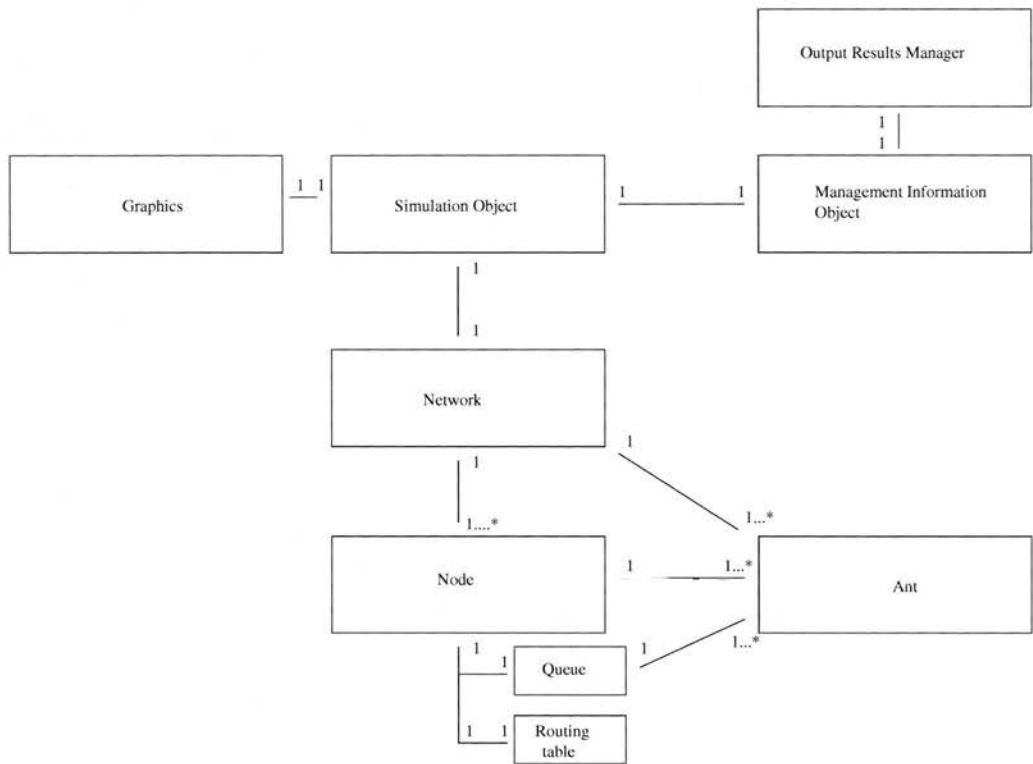 Output Results Manager
1
1
Graphics
1 1
Simulation Object
1 1
Management Information
Object
1
1
Network
1
1
1....*
1...*
Node
1 1...*
Ant
1 1
Queue
1
1...*
1 1
Routing
table